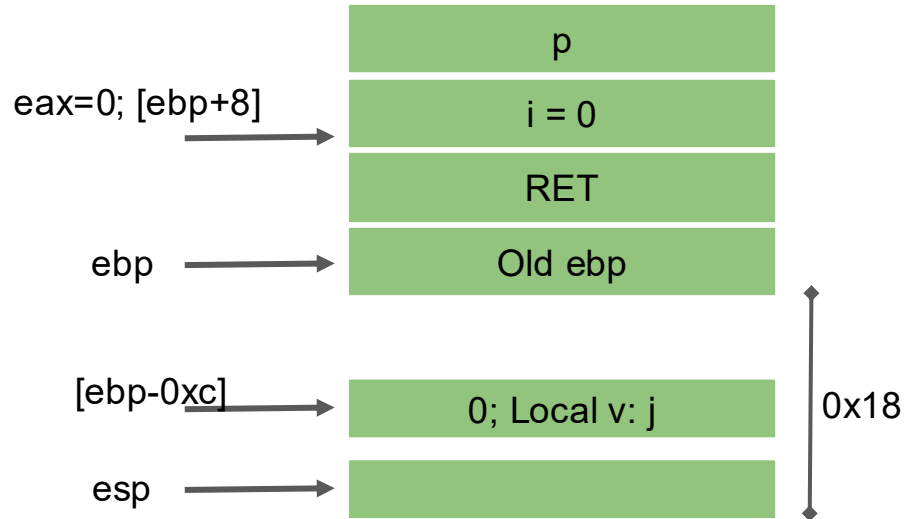 p
eax=0; [ebp+8]
i = 0
RET
ebp
Old ebp
[ebp-0xc]
0; Local v: j
0x18
esp